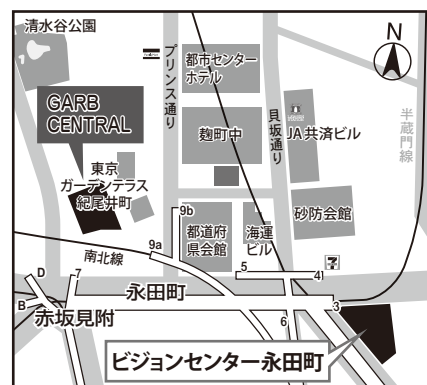 清水谷公園
N
プリンス通り
都市センター
ホテル
GARB
CENTRAL
麹町中
貝坂通り
JA共済ビル
半蔵門線
東京
ガーデンテラス
紀尾井町
9b
都道府
県会館
海運
ビル
砂防会館
南北線
9a
5
4
D
7
永田町
3
B
赤坂見附
6
ビジョンセンター永田町